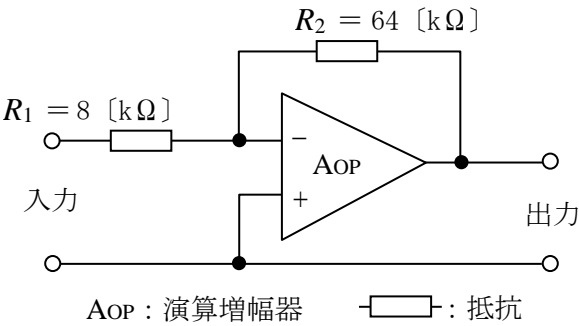 R2 = 64 〔kΩ〕
R1 = 8 〔kΩ〕
−
AOP
+
入力
出力
AOP：演算増幅器
：抵抗